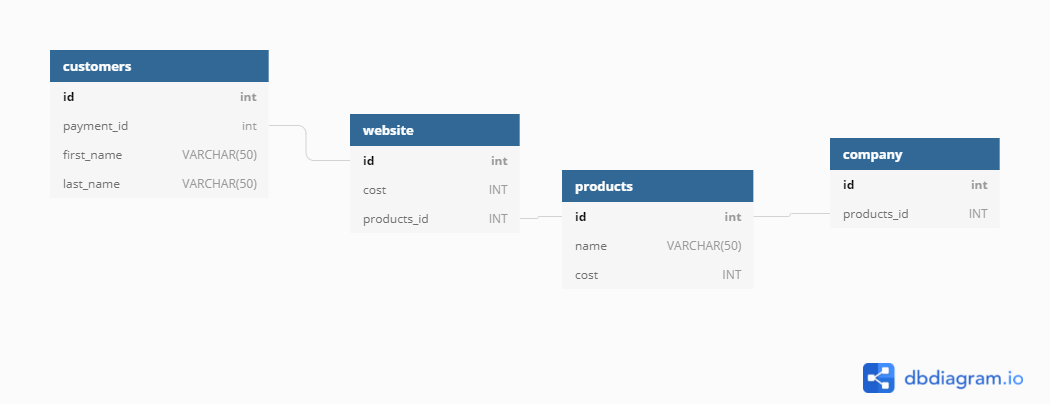 customers
id int
payment_id int
first_name VARCHAR(50)
last_name VARCHAR(50)
website
id int
cost INT
products_id INT
products
id int
name VARCHAR(50)
cost INT
company
id int
products_id INT
dbdiagram.io